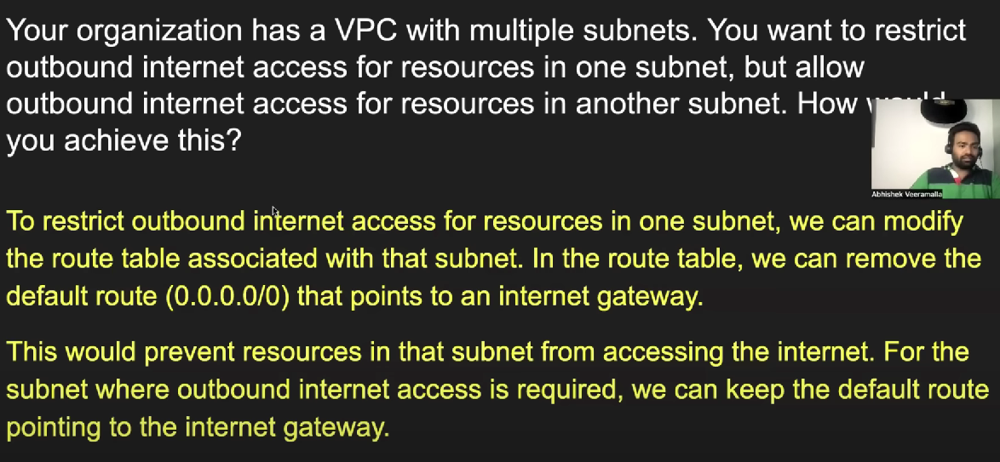 Your organization has a VPC with multiple subnets. You want to restrict
outbound internet access for resources in one subnet, but allow
outbound internet access for resources in another subnet. How
you achieve this?
Abhishek Veeramalla
To restrict outbound internet access for resources in one subnet, we can modify
the route table associated with that subnet. In the route table, we can remove the
default route (0.0.0.0/0) that points to an internet gateway.
This would prevent resources in that subnet from accessing the internet. For the
subnet where outbound internet access is required, we can keep the default route
pointing to the internet gateway.